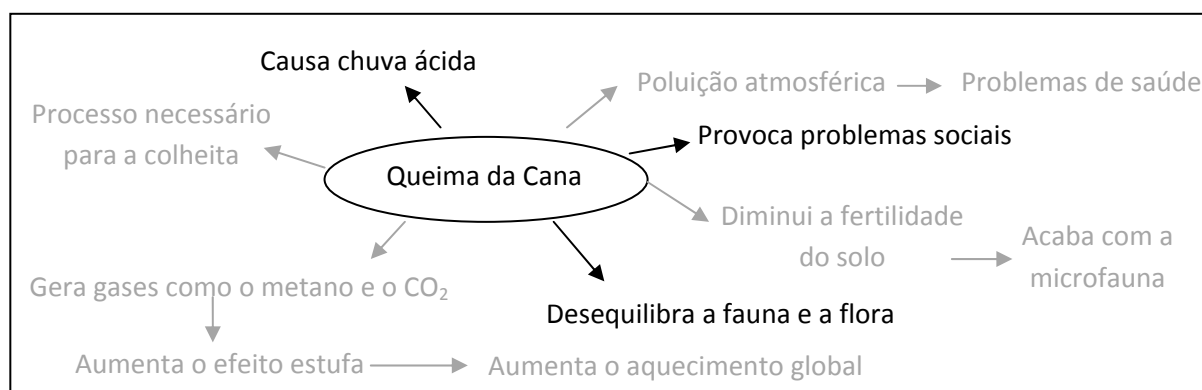 Causa chuva ácida
Poluição atmosférica
Problemas de saúde
Processo necessário
para a colheita
Provoca problemas sociais
Queima da Cana
Diminui a fertilidade
do solo
Acaba com a
microfauna
Gera gases como o metano e o CO₂
Desequilibra a fauna e a flora
Aumenta o efeito estufa
Aumenta o aquecimento global